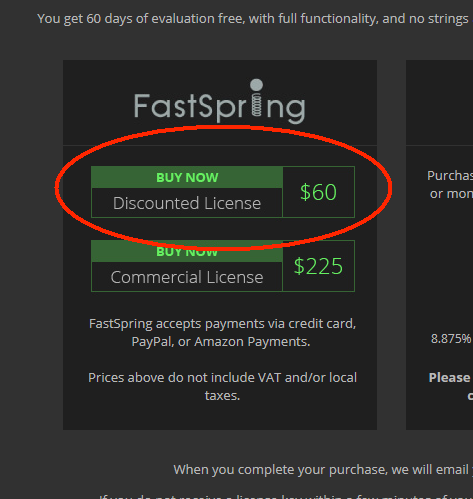 You get 60 days of evaluation free, with full functionality, and no strings
FastSpring
BUY NOW
Discounted License
$60
BUY NOW
Commercial License
$225
FastSpring accepts payments via credit card,
PayPal, or Amazon Payments.
Prices above do not include VAT and/or local
taxes.
Purchas
or mon
8.875%
Please
c
When you complete your purchase, we will email